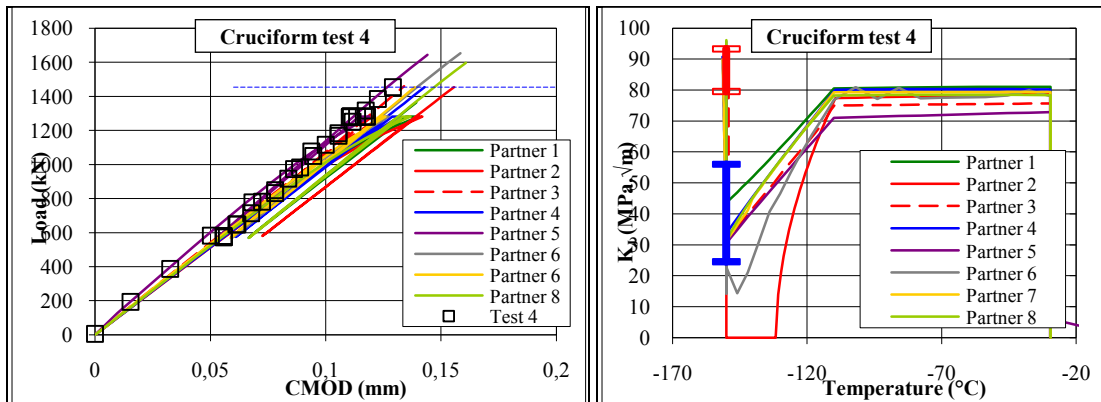 Cruciform test 4
Load (kN)
1800
1600
1400
1200
1000
800
600
400
200
0
0
0,05
0,1
0,15
0,2
CMOD (mm)
Partner 1
Partner 2
Partner 3
Partner 4
Partner 5
Partner 6
Partner 6
Partner 8
Test 4
Cruciform test 4
(MPa.√m)
100
90
80
70
60
50
40
30
20
10
0
-170
-120
-70
-20
Temperature (°C)
Partner 1
Partner 2
Partner 3
Partner 4
Partner 5
Partner 6
Partner 7
Partner 8